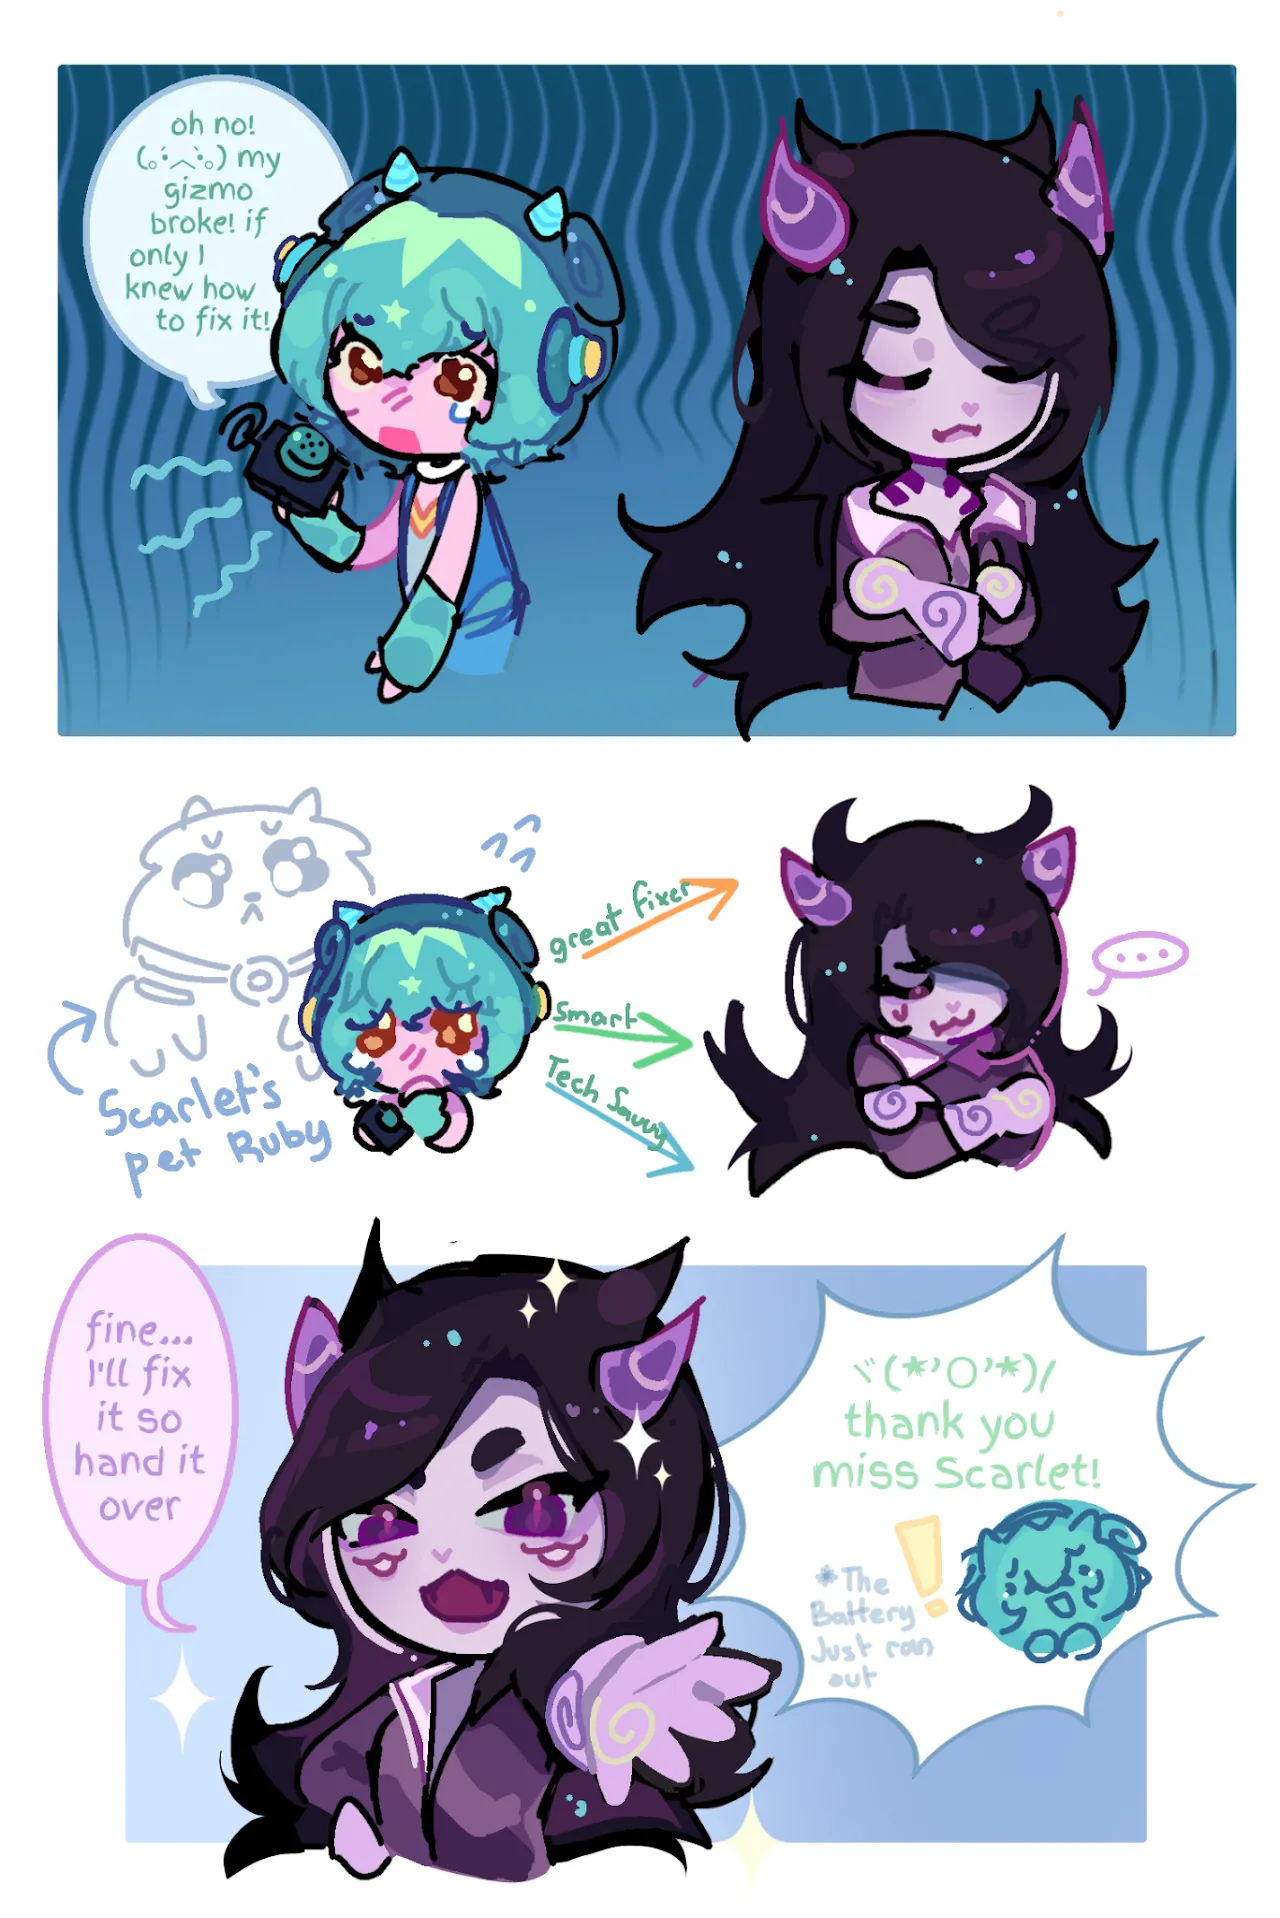 oh no!
(｡•́︿•̀｡) my
gizmo
broke! if
only I
knew how
to fix it!
great fixer
Smart
Tech Savvy
...
Scarlet's
pet Ruby
fine...
I'll fix
it so
hand it
over
ヾ(*'○'*)/
thank you
miss Scarlet!
!
*The
Battery
Just ran
out